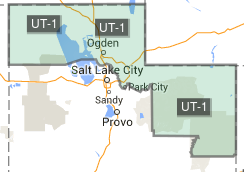 UT-1
UT-1
Ogden
Salt Lake City
Park City
Sandy
UT-1
Provo